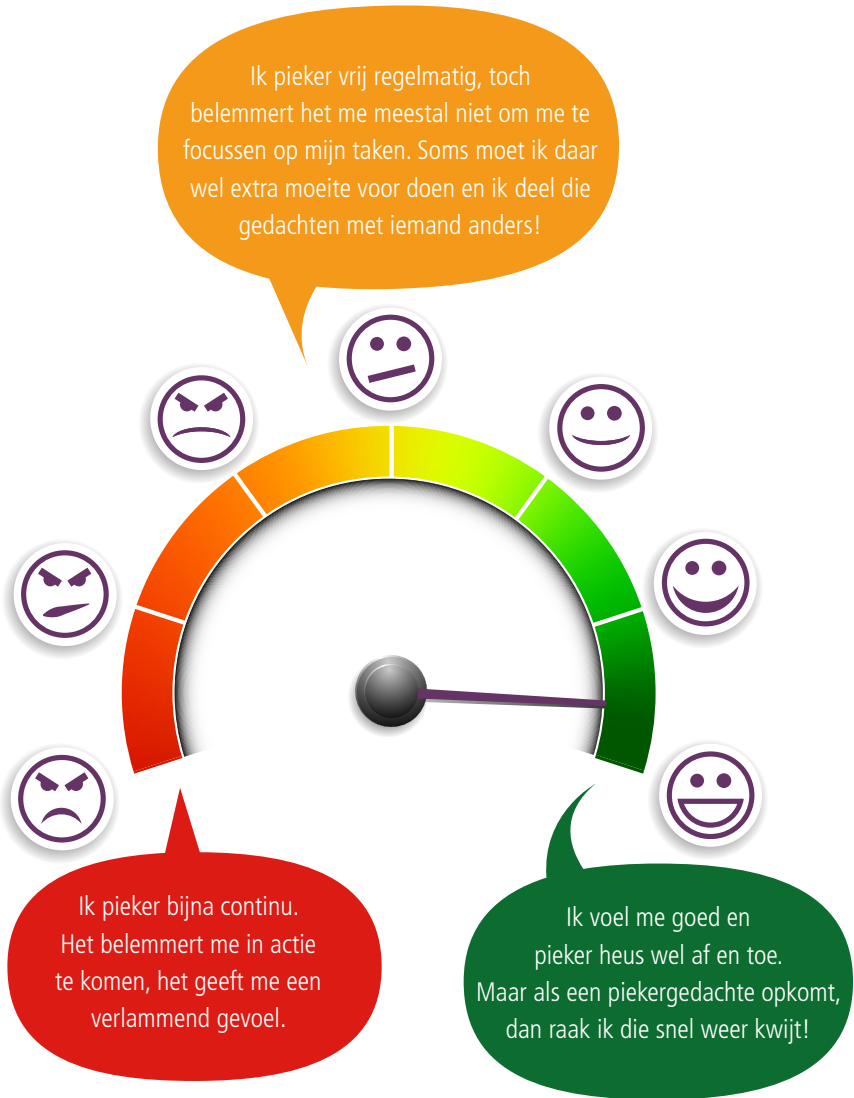 Ik pieker vrij regelmatig, toch
belemmert het me meestal niet om me te
focussen op mijn taken. Soms moet ik daar
wel extra moeite voor doen en ik deel die
gedachten met iemand anders!
Ik pieker bijna continu.
Het belemmert me in actie
te komen, het geeft me een
verlammend gevoel.
Ik voel me goed en
pieker heus wel af en toe.
Maar als een piekergedachte opkomt,
dan raak ik die snel weer kwijt!